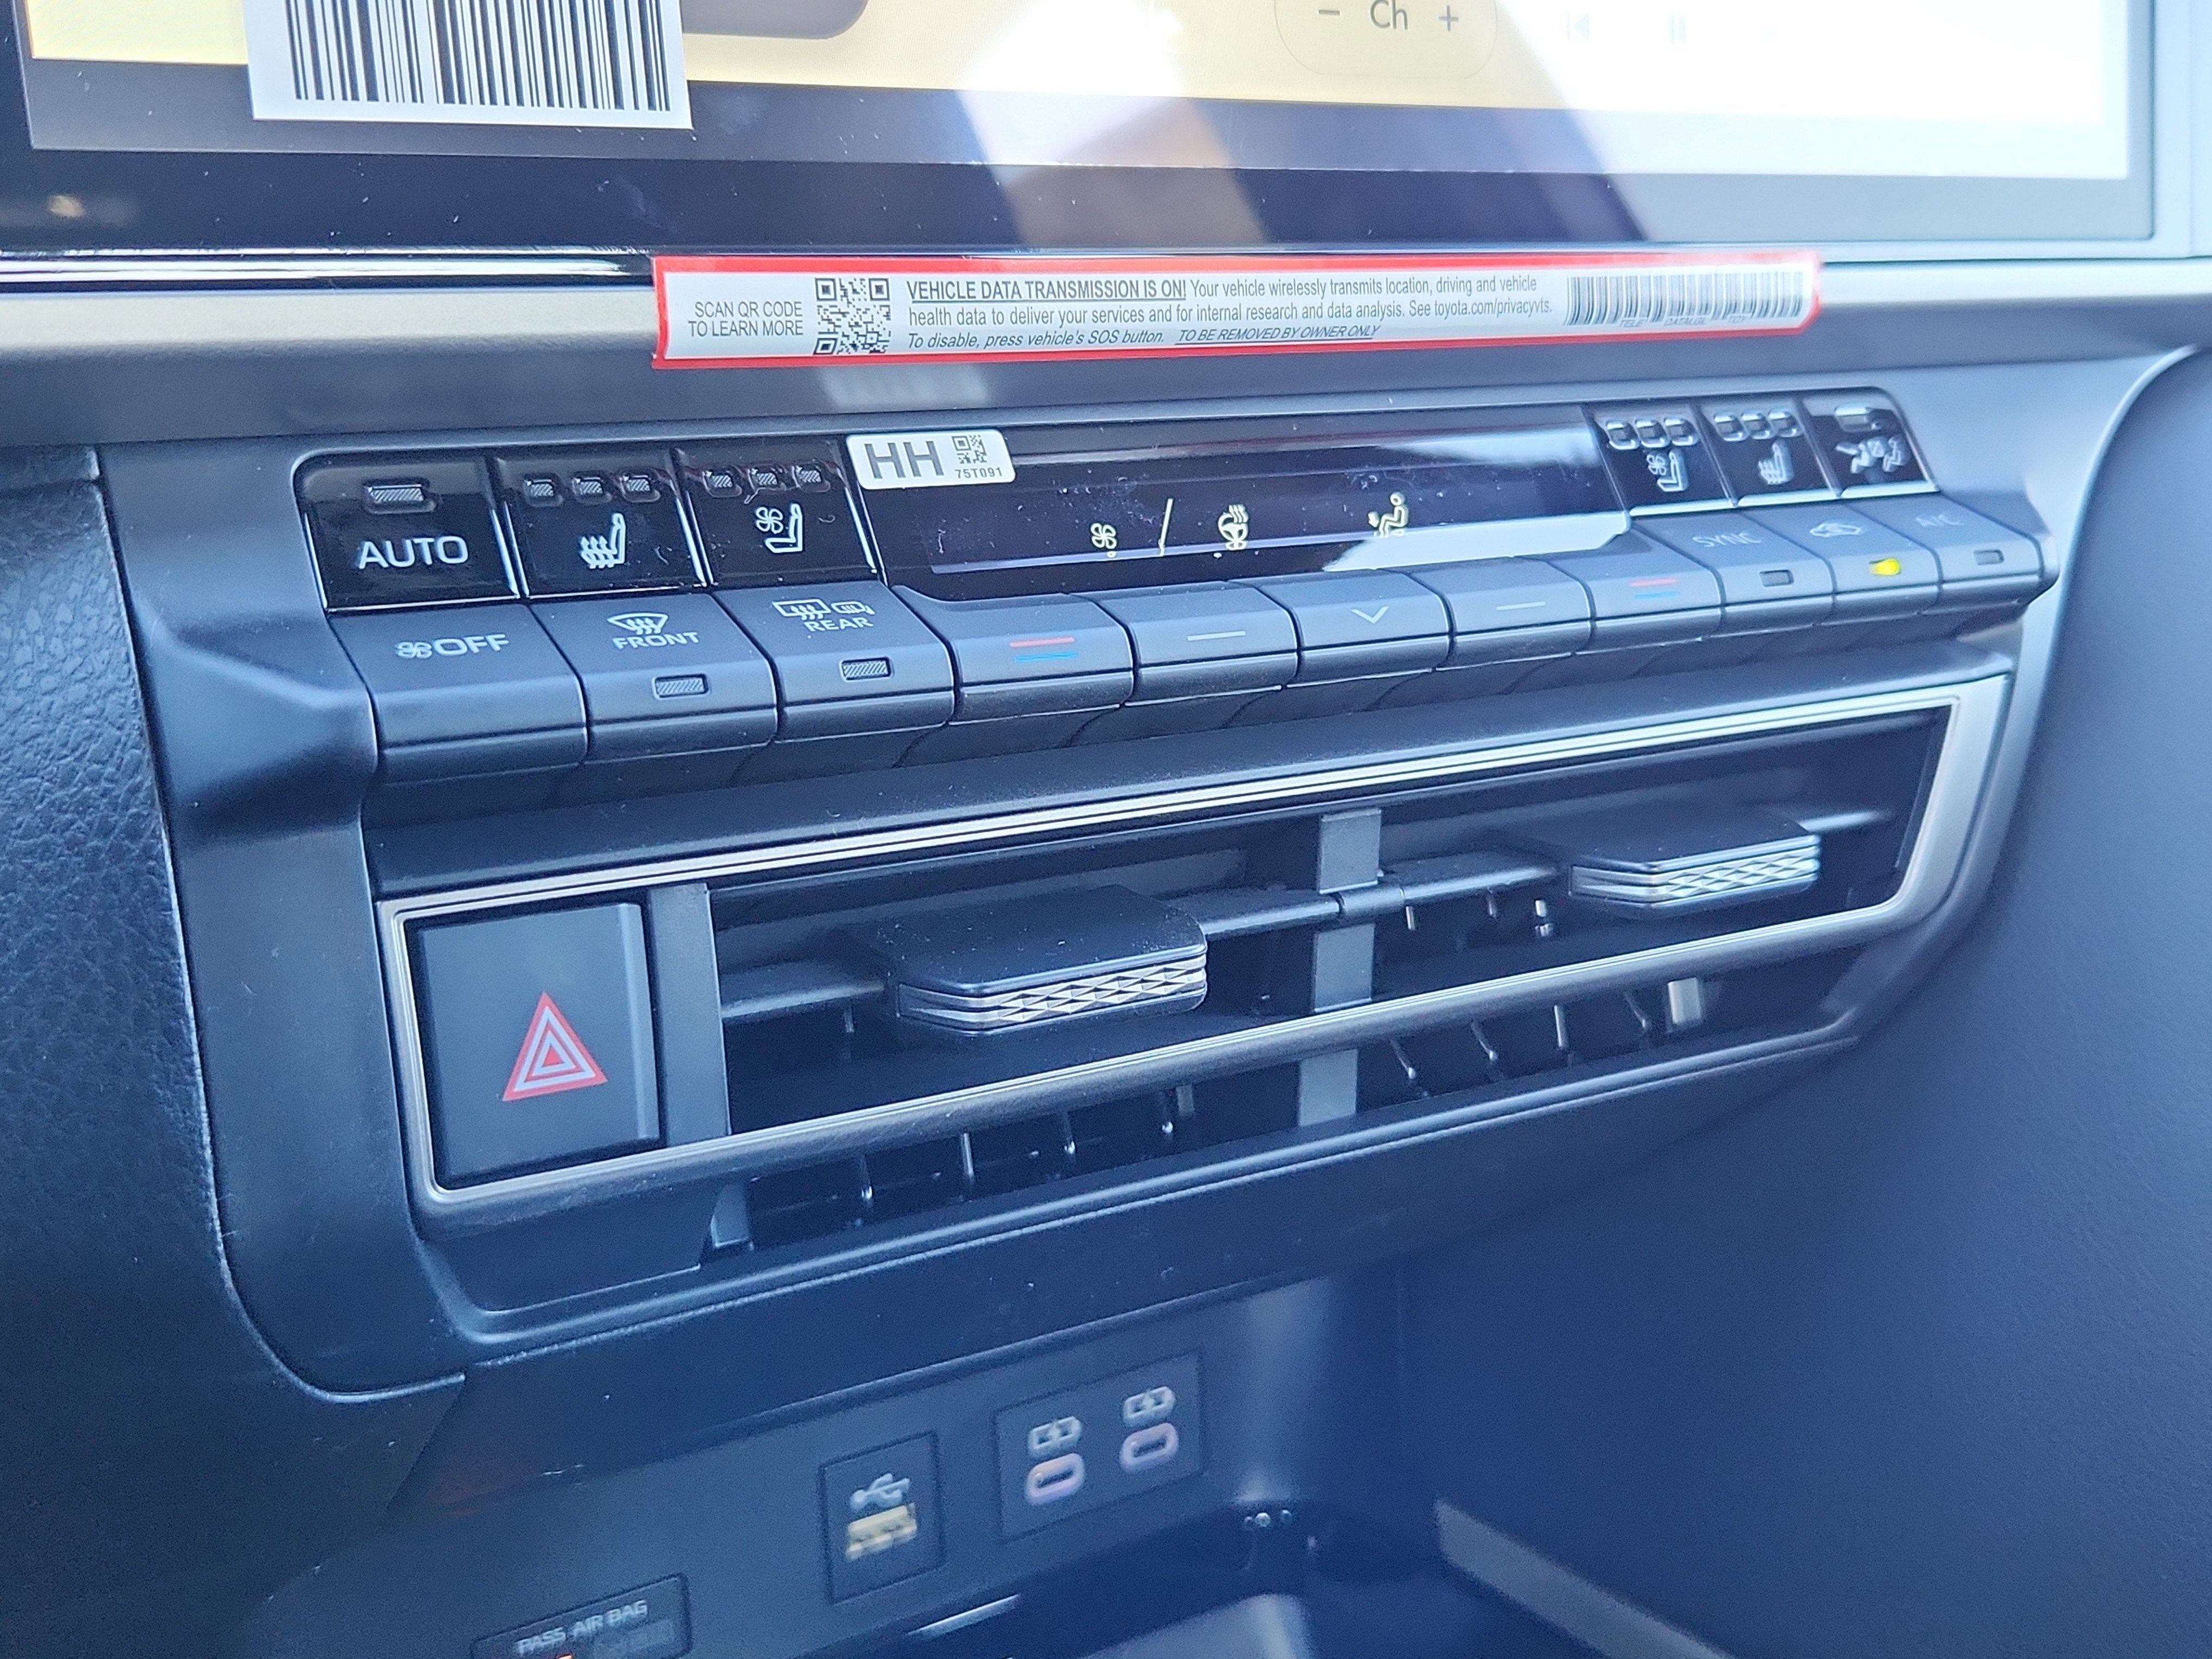 − Ch +
SCAN QR CODE
TO LEARN MORE
VEHICLE DATA TRANSMISSION IS ON! Your vehicle wirelessly transmits location, driving and vehicle
health data to deliver your services and for internal research and data analysis. See toyota.com/privacyvts.
To disable, press vehicle's SOS button. TO BE REMOVED BY OWNER ONLY
HH
75T091
AUTO
OFF
FRONT
REAR
SYNC
A/C
PASS AIR BAG